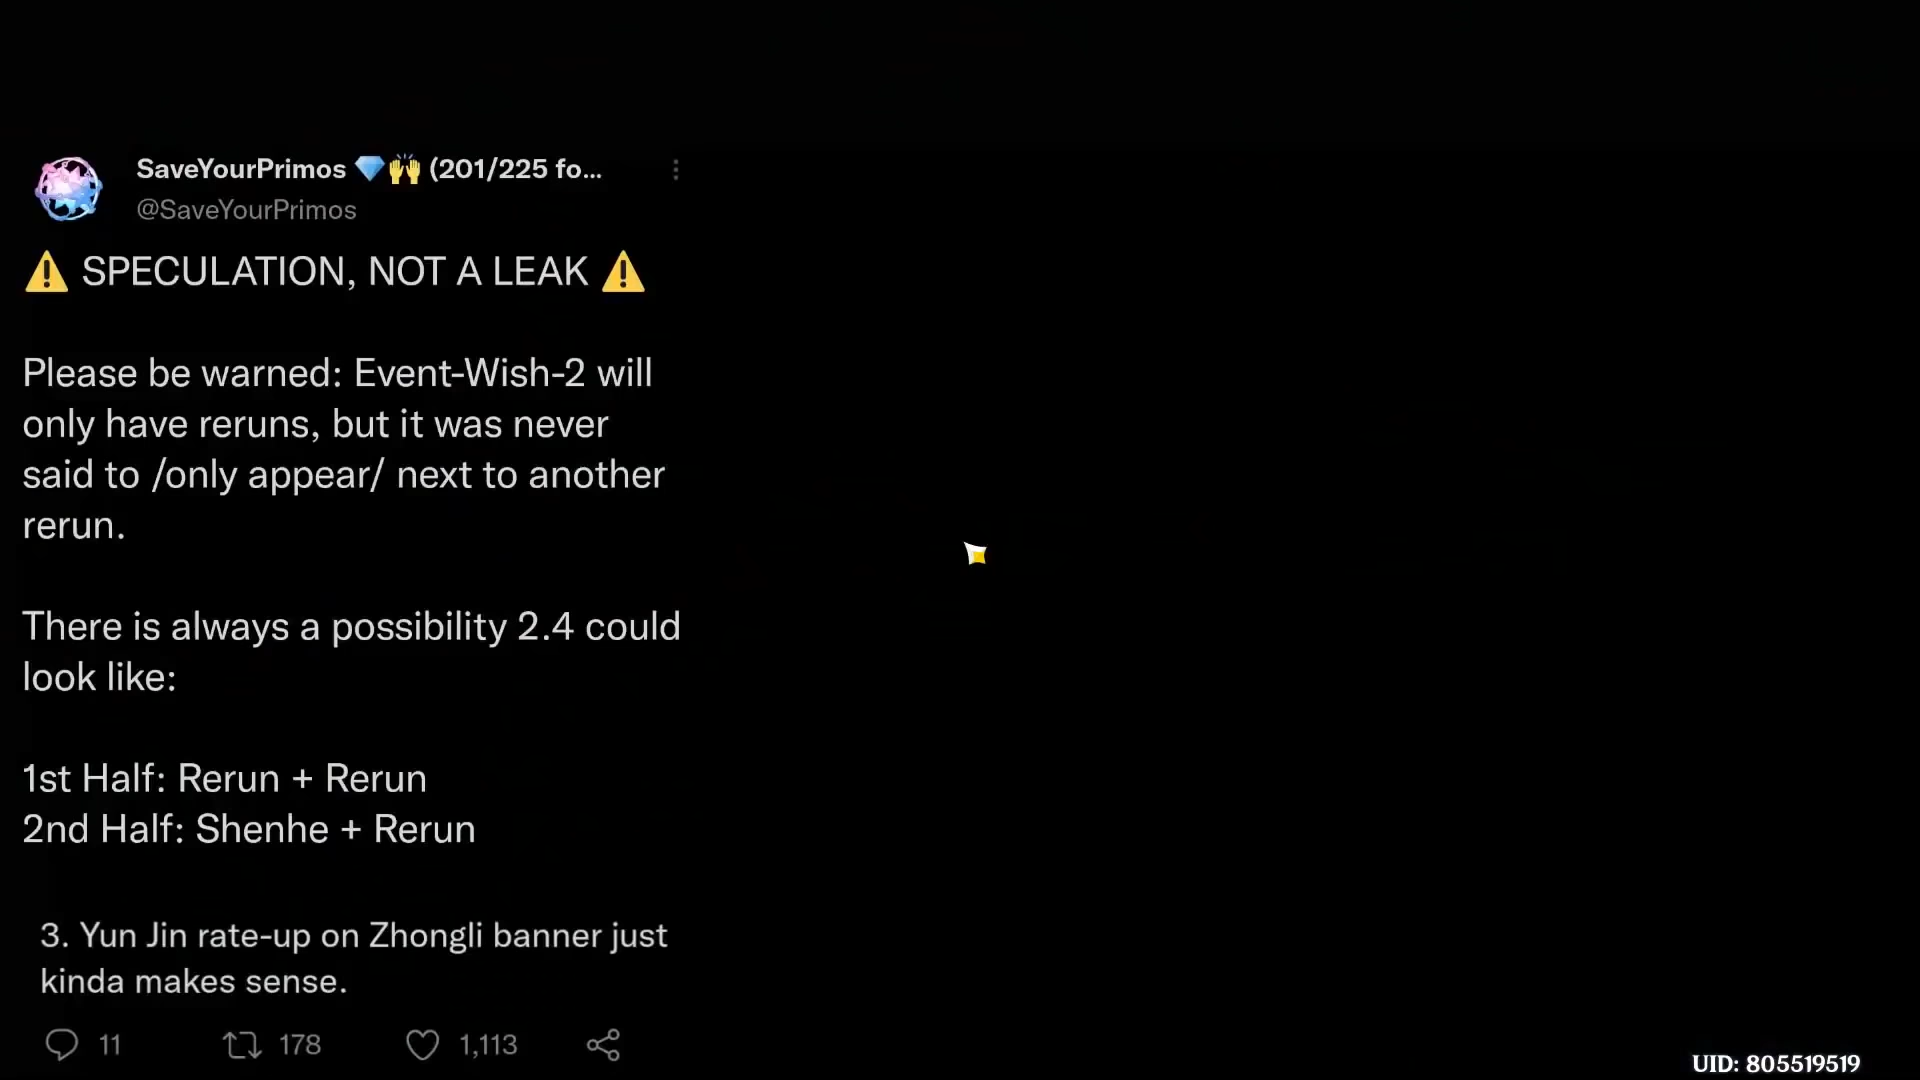 SaveYourPrimos 💎🙌 (201/225 fo...
@SaveYourPrimos
⚠️ SPECULATION, NOT A LEAK ⚠️
Please be warned: Event-Wish-2 will
only have reruns, but it was never
said to /only appear/ next to another
rerun.
There is always a possibility 2.4 could
look like:
1st Half: Rerun + Rerun
2nd Half: Shenhe + Rerun
3. Yun Jin rate-up on Zhongli banner just
kinda makes sense.
11 178 1,113
UID: 805519519